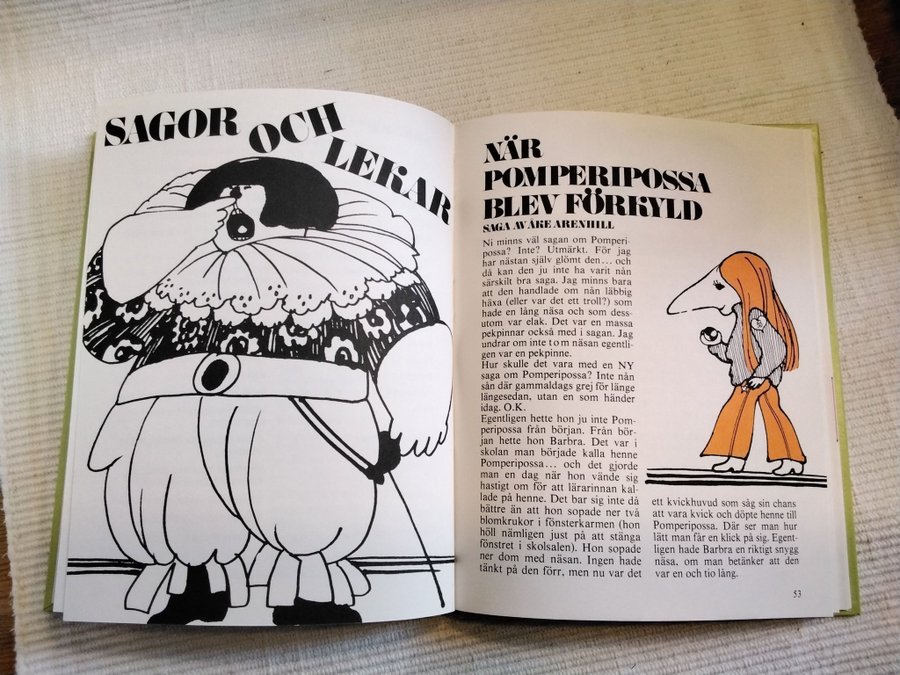 SAGOR OCH LEKAR
NÄR
POMPERIPOSSA
BLEV FÖRKYLD
SAGA AV ÅKE ARENHILL
Ni minns väl sagan om Pomperi-
possa? Inte? Utmärkt. För jag
har nästan själv glömt den... och
då kan den ju inte ha varit nån
särskilt bra saga. Jag minns bara
att den handlade om nån läbbig
häxa (eller var det ett troll?) som
hade en lång näsa och som dess-
utom var elak. Det var en massa
pekpinnar också med i sagan. Jag
undrar om inte tom näsan egentli-
gen var en pekpinne.
Hur skulle det vara med en NY
saga om Pomperipossa? Inte nån
sån där gammaldags grej för länge
längesedan, utan en som händer
idag. O.K.
Egentligen hette hon ju inte Pom-
peripossa från början. Från bör-
jan hette hon Barbra. Det var i
skolan man började kalla henne
Pomperipossa... och det gjorde
man en dag när hon vände sig
hastigt om för att lärarinnan kal-
lade på henne. Det bar sig inte då
bättre än att hon sopade ner två
blomkrukor i fönsterkarmen (hon
höll nämligen just på att stänga
fönstret i skolsalen). Hon sopade
ner dom med näsan. Ingen hade
tänkt på den förr, men nu var det
ett kvickhuvud som såg sin chans
att vara kvick och döpte henne till
Pomperipossa. Där ser man hur
lätt man får en klick på sig. Egent-
ligen hade Barbra en riktigt snygg
näsa, om man betänker att den
var en och tio lång.
53